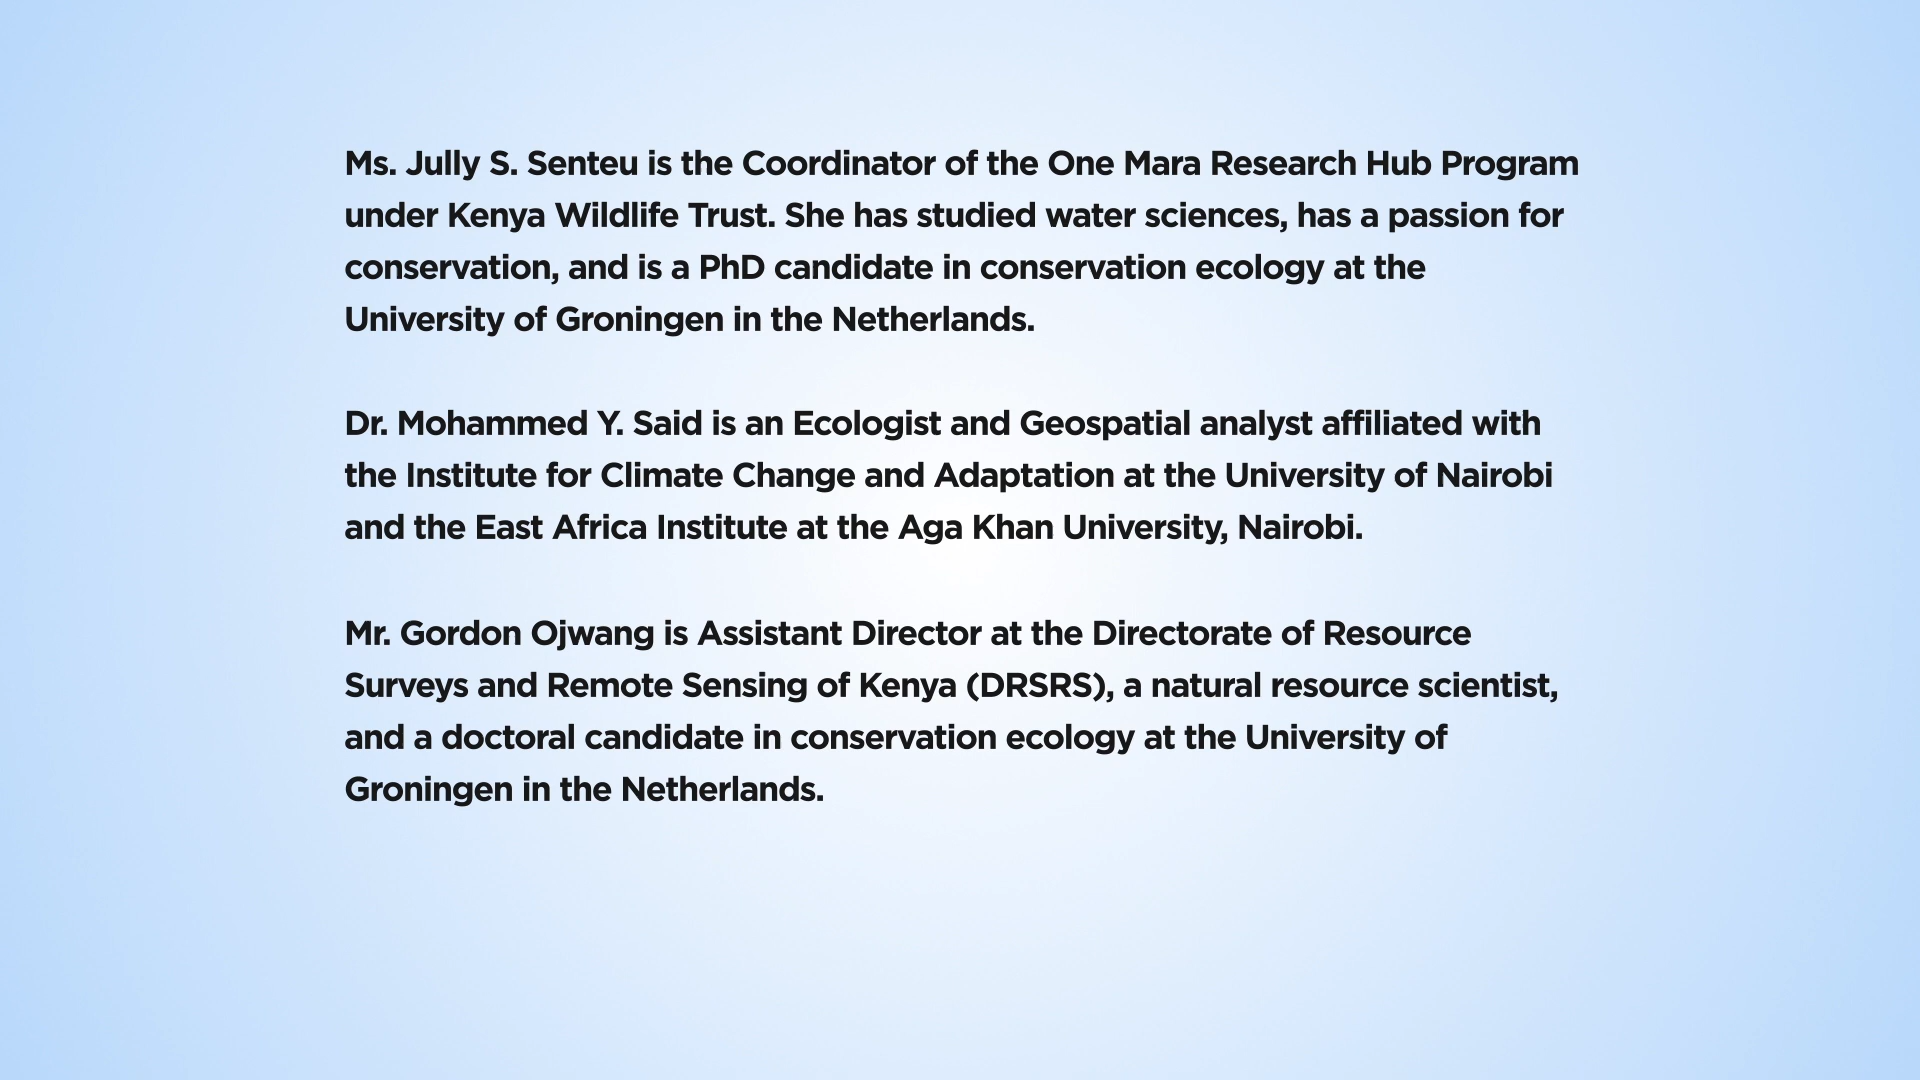 Ms. Jully S. Senteu is the Coordinator of the One Mara Research Hub Program
under Kenya Wildlife Trust. She has studied water sciences, has a passion for
conservation, and is a PhD candidate in conservation ecology at the
University of Groningen in the Netherlands.
Dr. Mohammed Y. Said is an Ecologist and Geospatial analyst affiliated with
the Institute for Climate Change and Adaptation at the University of Nairobi
and the East Africa Institute at the Aga Khan University, Nairobi.
Mr. Gordon Ojwang is Assistant Director at the Directorate of Resource
Surveys and Remote Sensing of Kenya (DRSRS), a natural resource scientist,
and a doctoral candidate in conservation ecology at the University of
Groningen in the Netherlands.